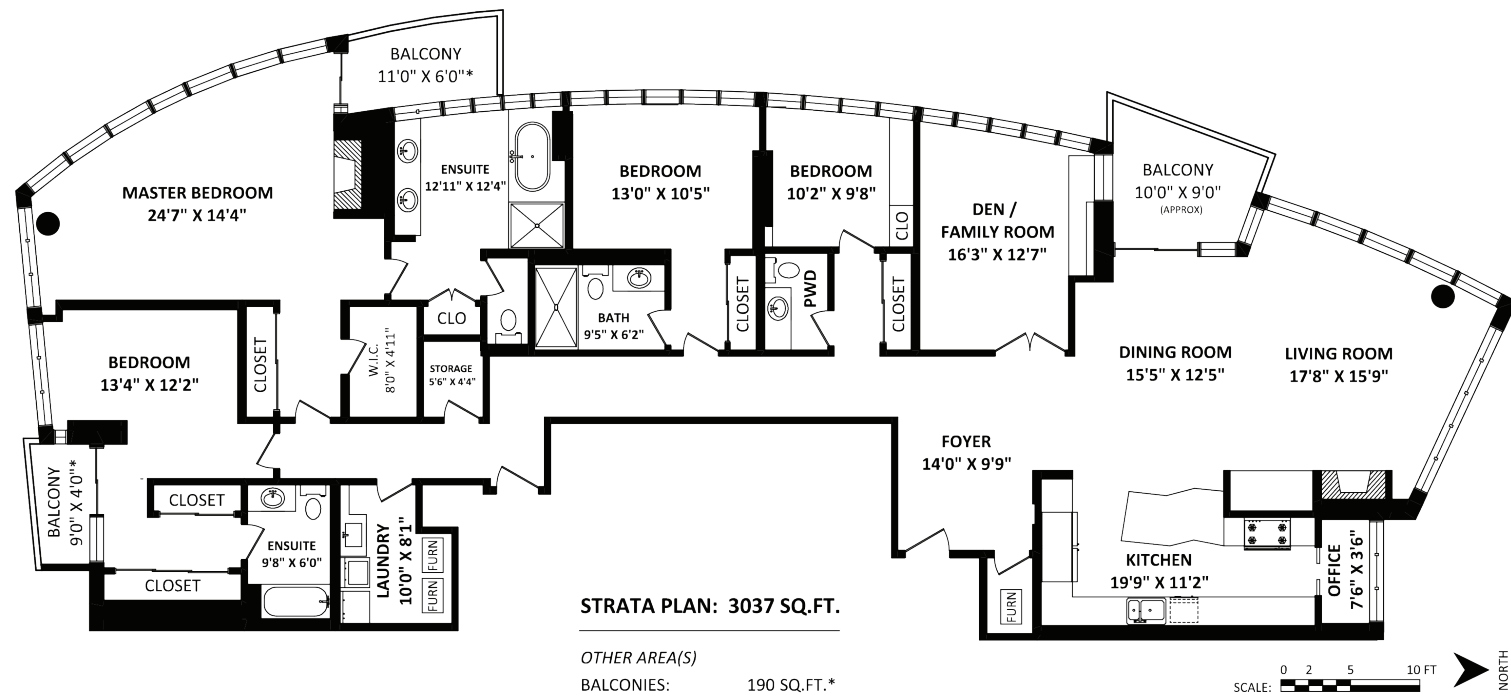 BALCONY
11'0" X 6'0"*
MASTER BEDROOM
24'7" X 14'4"
ENSUITE
12'11" X 12'4"
BEDROOM
13'0" X 10'5"
BEDROOM
10'2" X 9'8"
CLO
DEN /
FAMILY ROOM
16'3" X 12'7"
BALCONY
10'0" X 9'0"
(APPROX)
BEDROOM
13'4" X 12'2"
CLOSET
W.I.C.
8'0" X 4'11"
CLO
STORAGE
5'6" X 4'4"
BATH
9'5" X 6'2"
CLOSET
PWD
CLOSET
DINING ROOM
15'5" X 12'5"
LIVING ROOM
17'8" X 15'9"
FOYER
14'0" X 9'9"
BALCONY
9'0" X 4'0"*
CLOSET
CLOSET
ENSUITE
9'8" X 6'0"
LAUNDRY
10'0" X 8'1"
FURN
FURN
FURN
KITCHEN
19'9" X 11'2"
OFFICE
7'6" X 3'6"
STRATA PLAN: 3037 SQ.FT.
OTHER AREA(S)
BALCONIES: 190 SQ.FT.*
0 2 5 10 FT
SCALE:
NORTH